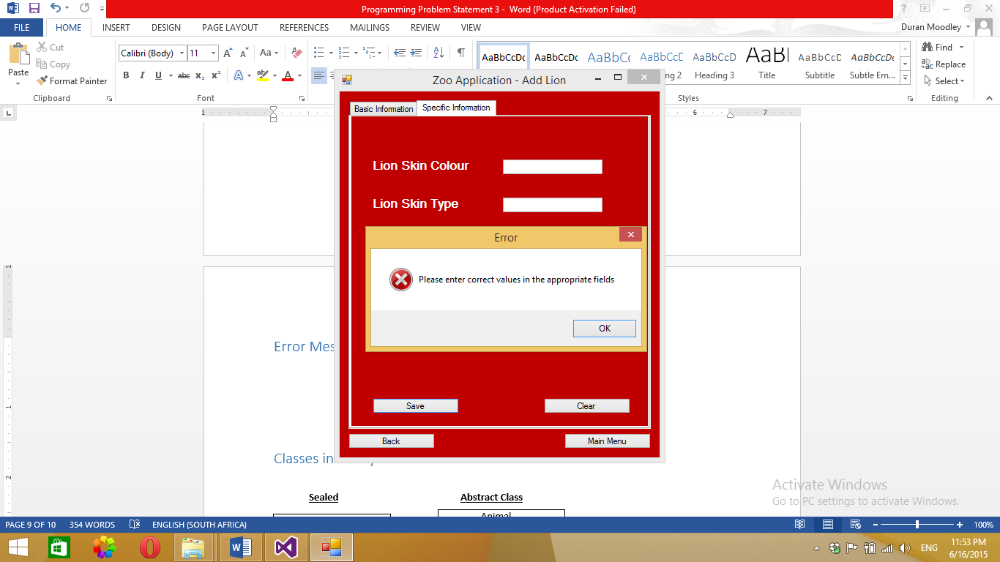 Programming Problem Statement 3 - Word (Product Activation Failed)
FILE HOME INSERT DESIGN PAGE LAYOUT REFERENCES MAILINGS REVIEW VIEW Duran Moodley
Paste
Cut
Copy
Format Painter
Clipboard
Calibri (Body) 11
B I U abc x2 x2
Font
AaBbCcDc AaBbCcDc AaBbCc AaBbCcD AaBbCcD AaBl AaBbCcD AaBbCcDc
g 2 Heading 3 Title Subtitle Subtle Em...
Styles
Find
Replace
Select
Editing
1 6 7
Zoo Application - Add Lion
Basic Information Specific Information
Lion Skin Colour
Lion Skin Type
Error
Please enter correct values in the appropriate fields
OK
Save Clear
Back Main Menu
Error Mes
Classes in
Sealed Abstract Class
Animal
1
1
2
Activate Windows
Go to PC settings to activate Windows.
PAGE 9 OF 10 354 WORDS ENGLISH (SOUTH AFRICA) 100%
ENG 11:53 PM
6/16/2015